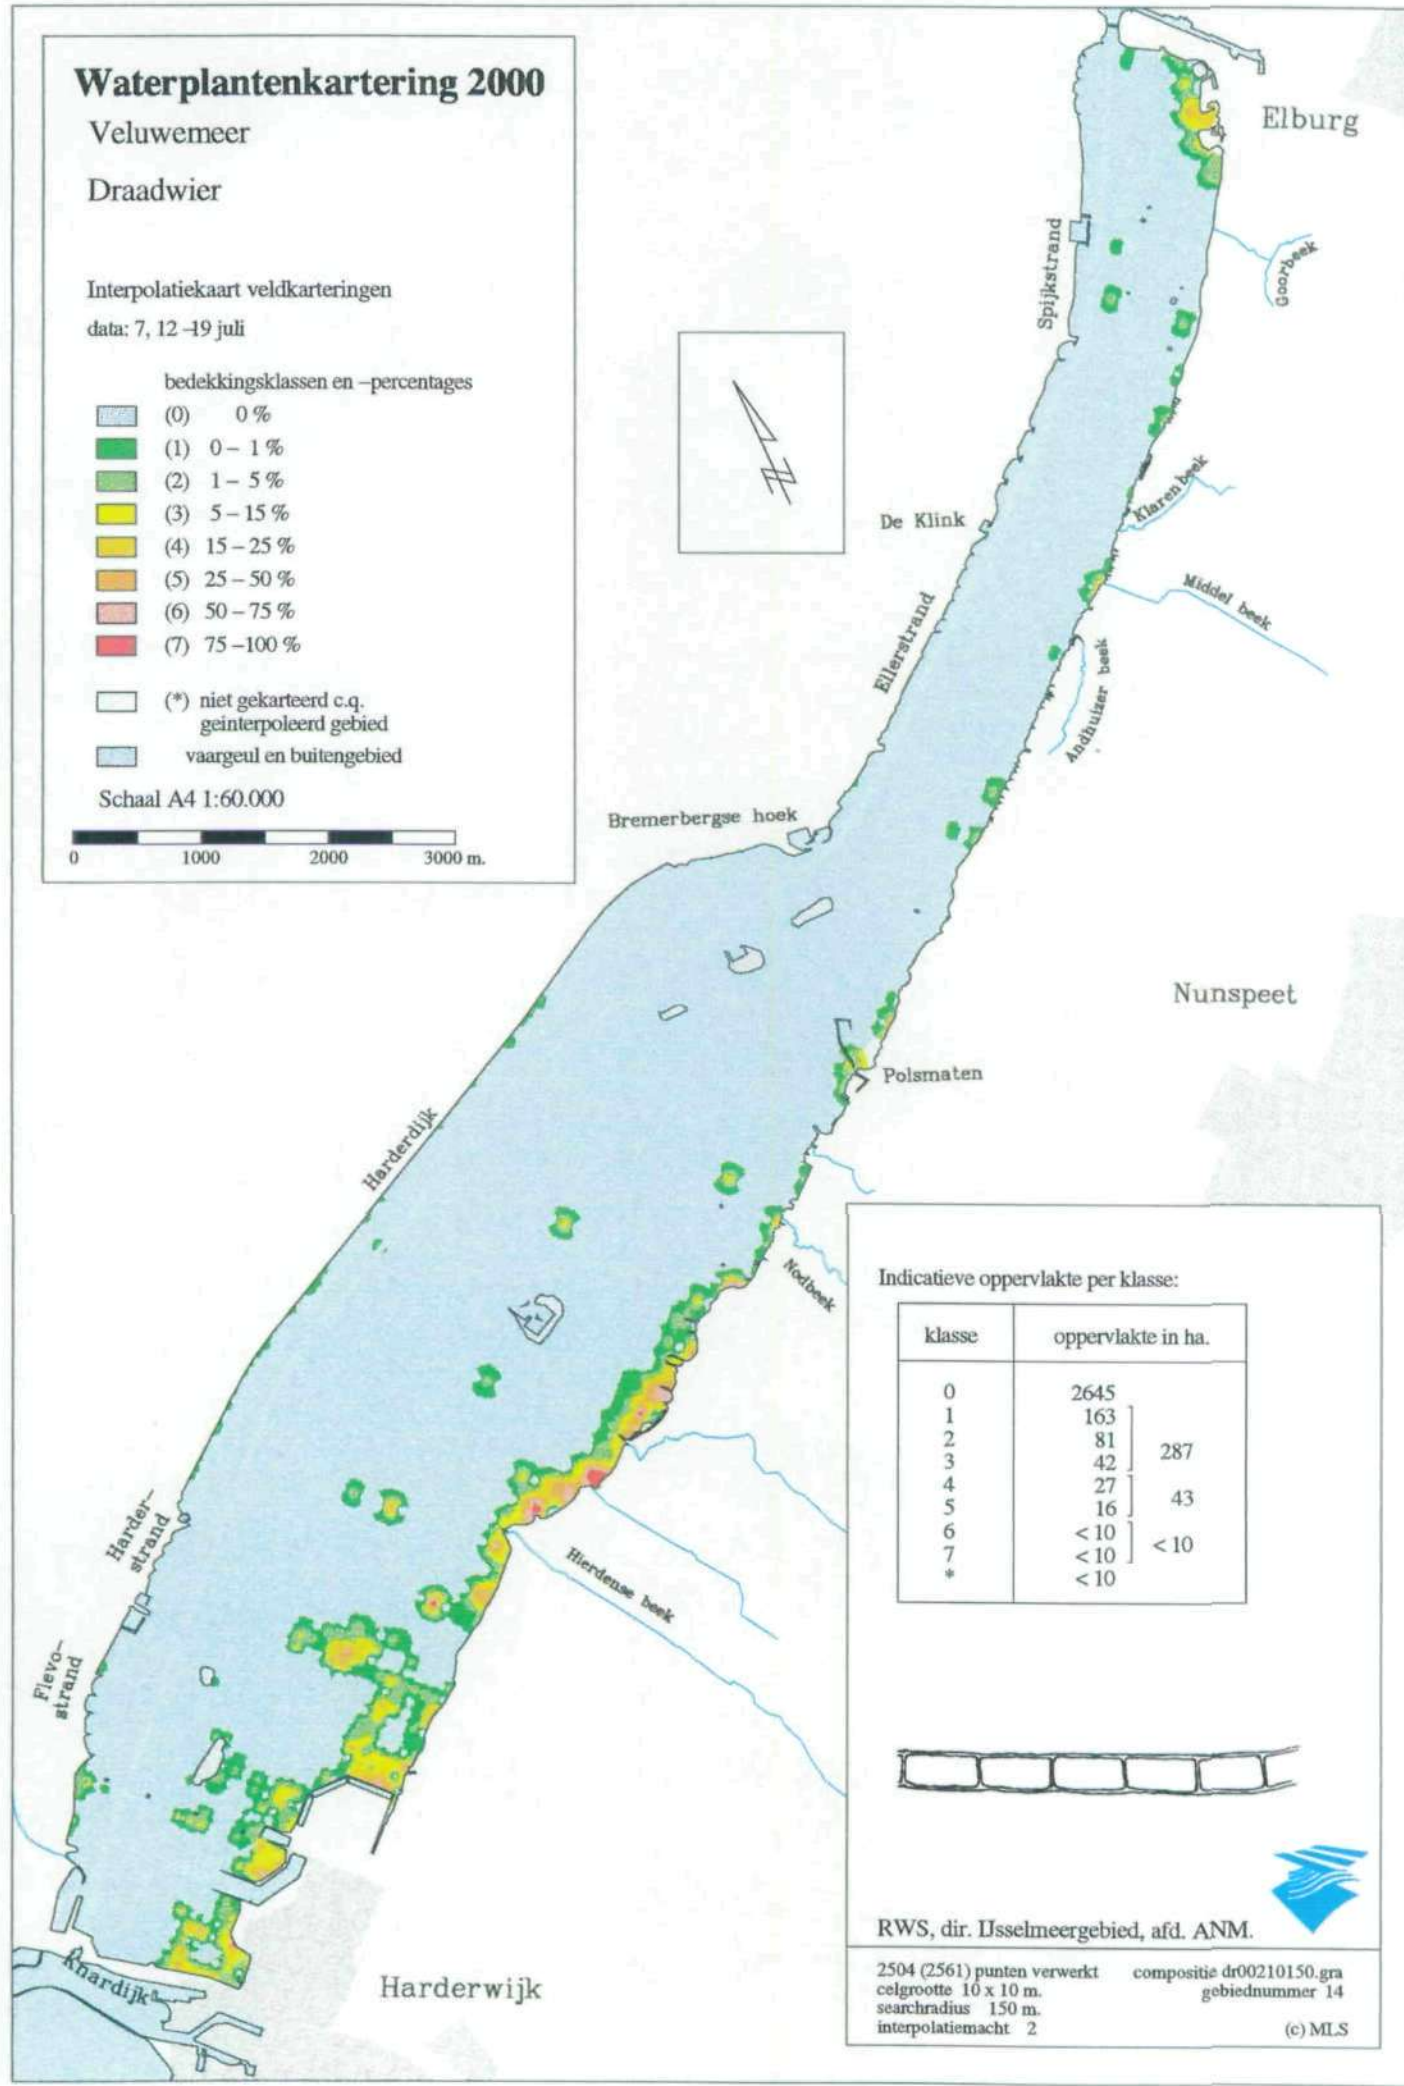 Waterplantenkartering 2000
Veluwemeer
Draadwier
Interpolatiekaart veldkarteringen
data: 7, 12 –19 juli
bedekkingsklassen en –percentages
(0) 0 %
(1) 0 – 1 %
(2) 1 – 5 %
(3) 5 – 15 %
(4) 15 – 25 %
(5) 25 – 50 %
(6) 50 – 75 %
(7) 75 –100 %
(*) niet gekarteerd c.q.
geinterpoleerd gebied
vaargeul en buitengebied
Schaal A4 1:60.000
0 1000 2000 3000 m.
Elburg
Spijkstrand
Goorbeek
De Klink
Klarenbeek
Middel beek
Ellerstrand
Andhuizer beek
Bremerbergse hoek
Nunspeet
Polsmaten
Harderdijk
Nodbeek
Harder–
strand
Hierdense beek
Flevo–
strand
Knardijk
Harderwijk
Indicatieve oppervlakte per klasse:
klasse oppervlakte in ha.
0 2645
1 163
2 81 287
3 42
4 27 43
5 16
6 < 10 < 10
7 < 10
* < 10
RWS, dir. IJsselmeergebied, afd. ANM.
2504 (2561) punten verwerkt compositie dr00210150.gra
celgrootte 10 x 10 m. gebiednummer 14
searchradius 150 m.
interpolatiemacht 2 (c) MLS